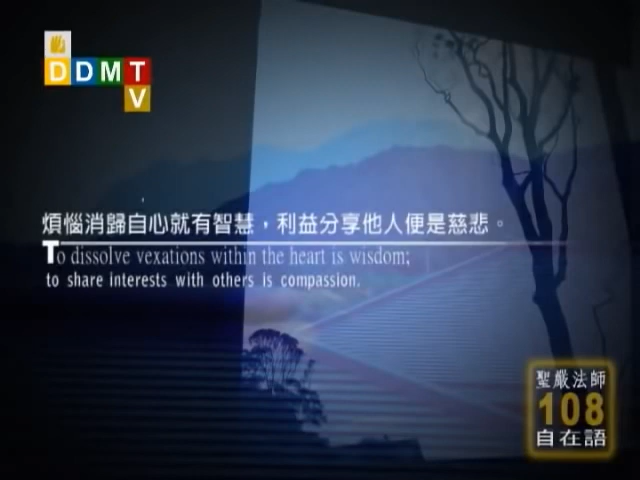 DDMTV
煩惱消歸自心就有智慧，利益分享他人便是慈悲。
To dissolve vexations within the heart is wisdom;
to share interests with others is compassion.
聖嚴法師
108
自在語